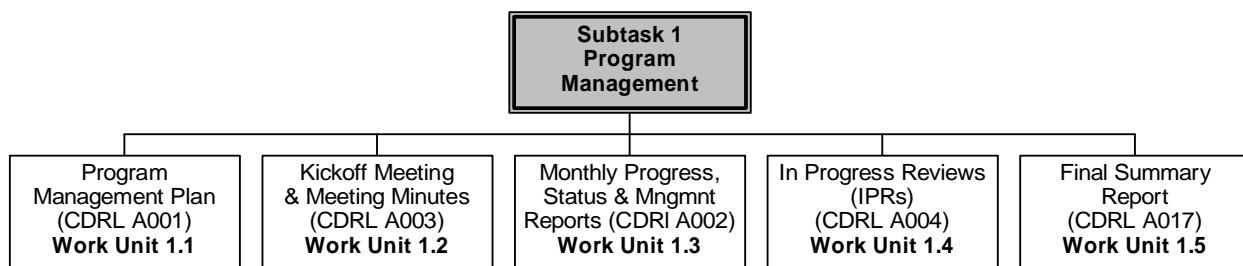 Subtask 1
Program
Management
Program
Management Plan
(CDRL A001)
Work Unit 1.1
Kickoff Meeting
& Meeting Minutes
(CDRL A003)
Work Unit 1.2
Monthly Progress,
Status & Mngmnt
Reports (CDRl A002)
Work Unit 1.3
In Progress Reviews
(IPRs)
(CDRL A004)
Work Unit 1.4
Final Summary
Report
(CDRL A017)
Work Unit 1.5